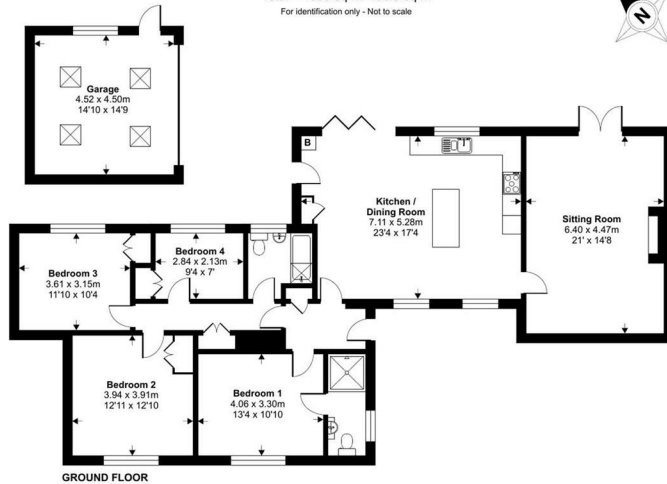 For identification only - Not to scale
N
Garage
4.52 x 4.50m
14'10 x 14'9
B
Kitchen /
Dining Room
7.11 x 5.28m
23'4 x 17'4
Sitting Room
6.40 x 4.47m
21' x 14'8
Bedroom 4
2.84 x 2.13m
9'4 x 7'
Bedroom 3
3.61 x 3.15m
11'10 x 10'4
Bedroom 2
3.94 x 3.91m
12'11 x 12'10
Bedroom 1
4.06 x 3.30m
13'4 x 10'10
GROUND FLOOR